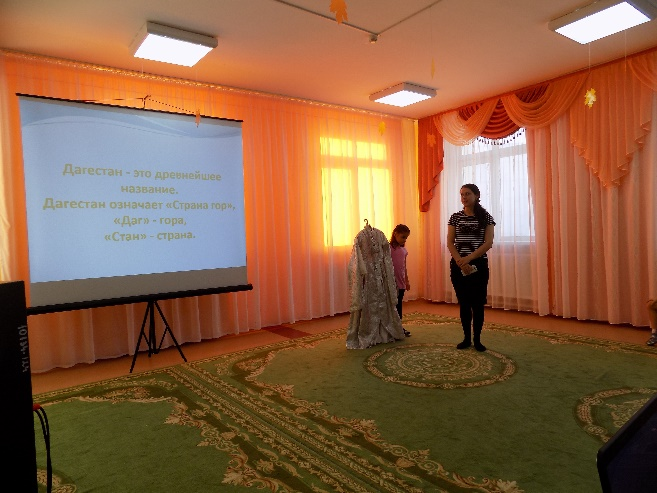 Дагестан - это древнейшее
название.
Дагестан означает «Страна гор»,
«Даг» - гора,
«Стан» - страна.